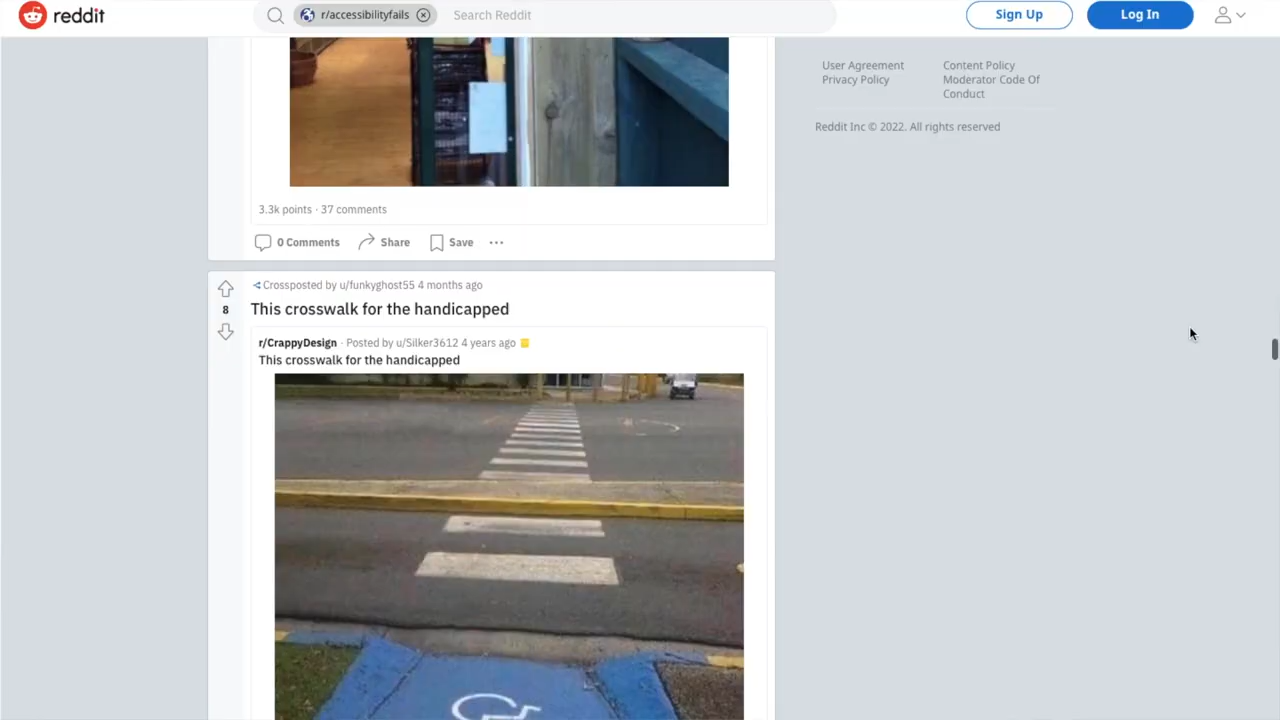 reddit
r/accessibilityfails
Search Reddit
Sign Up
Log In
User Agreement
Privacy Policy
Content Policy
Moderator Code Of
Conduct
Reddit Inc © 2022. All rights reserved
3.3k points · 37 comments
0 Comments
Share
Save
Crossposted by u/funkyghost55 4 months ago
8
This crosswalk for the handicapped
r/CrappyDesign · Posted by u/Silker3612 4 years ago
This crosswalk for the handicapped